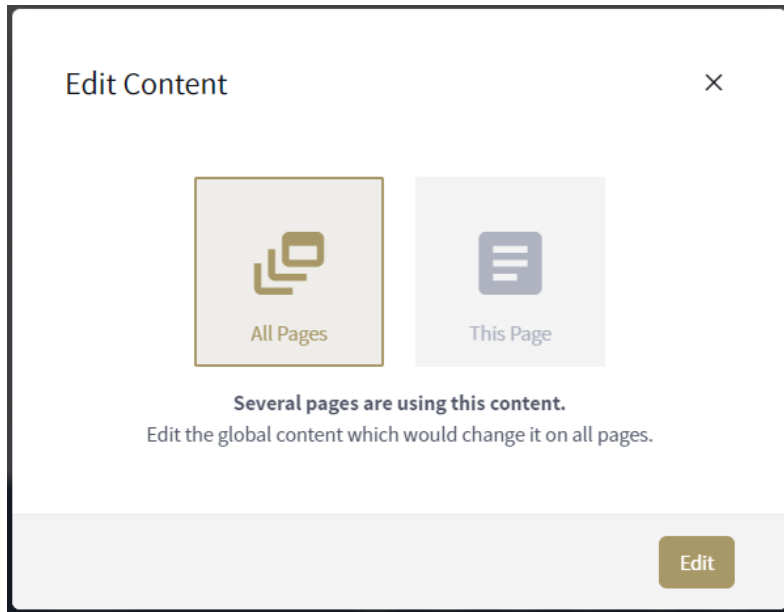 Edit Content
All Pages
This Page
Several pages are using this content.
Edit the global content which would change it on all pages.
Edit